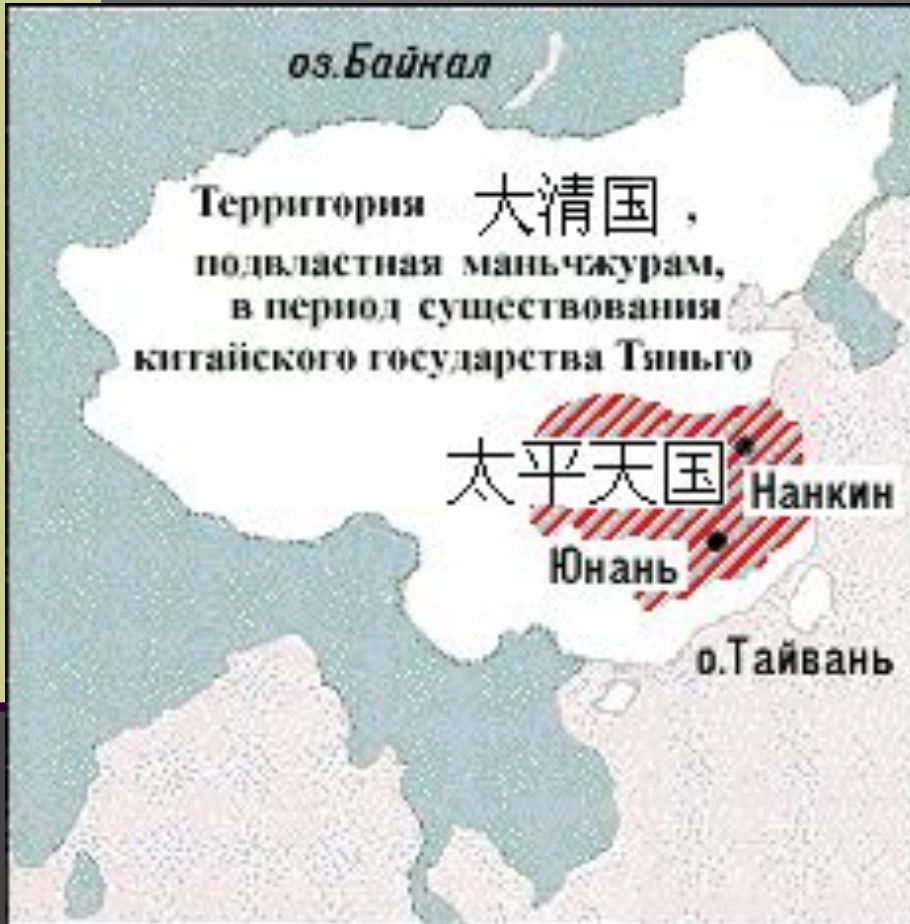 оз.Байкал
Территория 大清国 ,
подвластная маньчжурам,
в период существования
китайского государства Тяньго
太平天国
Нанкин
Юнань
о.Тайвань